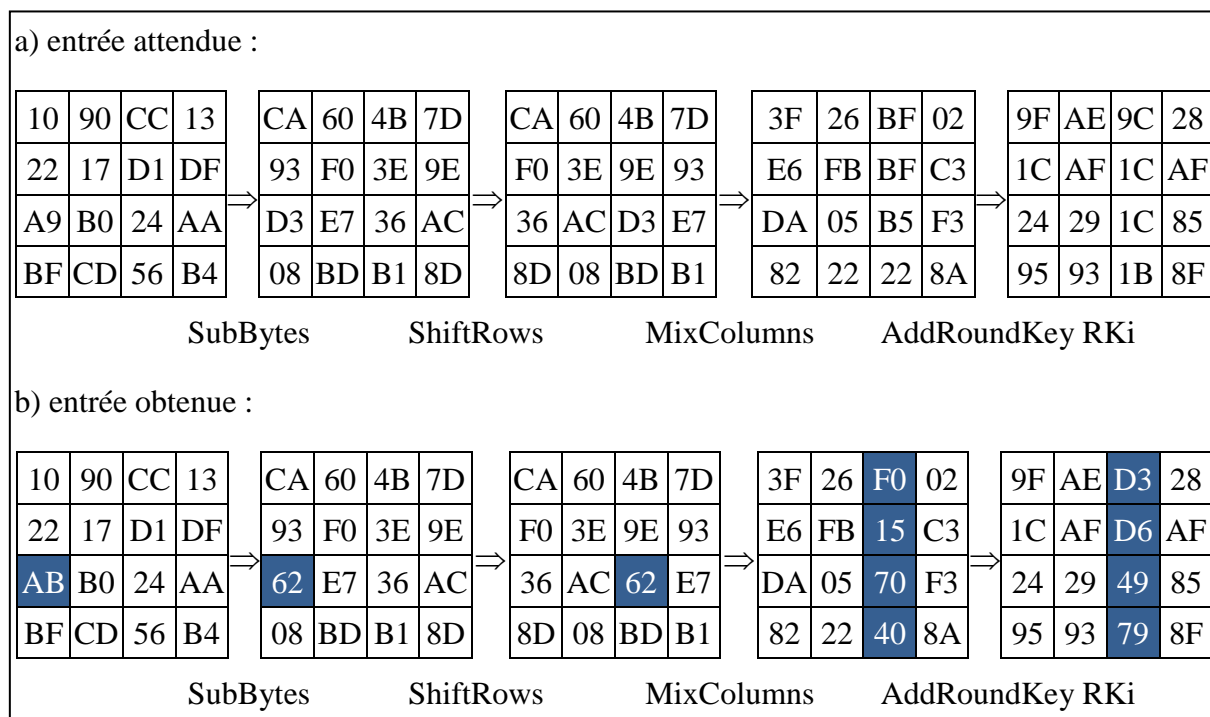 a) entrée attendue :
10 90 CC 13 CA 60 4B 7D CA 60 4B 7D 3F 26 BF 02 9F AE 9C 28
22 17 D1 DF 93 F0 3E 9E F0 3E 9E 93 E6 FB BF C3 1C AF 1C AF
A9 B0 24 AA ⇒ D3 E7 36 AC ⇒ 36 AC D3 E7 ⇒ DA 05 B5 F3 ⇒ 24 29 1C 85
BF CD 56 B4 08 BD B1 8D 8D 08 BD B1 82 22 22 8A 95 93 1B 8F
SubBytes ShiftRows MixColumns AddRoundKey RKi
b) entrée obtenue :
10 90 CC 13 CA 60 4B 7D CA 60 4B 7D 3F 26 F0 02 9F AE D3 28
22 17 D1 DF 93 F0 3E 9E F0 3E 9E 93 E6 FB 15 C3 1C AF D6 AF
AB B0 24 AA ⇒ 62 E7 36 AC ⇒ 36 AC 62 E7 ⇒ DA 05 70 F3 ⇒ 24 29 49 85
BF CD 56 B4 08 BD B1 8D 8D 08 BD B1 82 22 40 8A 95 93 79 8F
SubBytes ShiftRows MixColumns AddRoundKey RKi